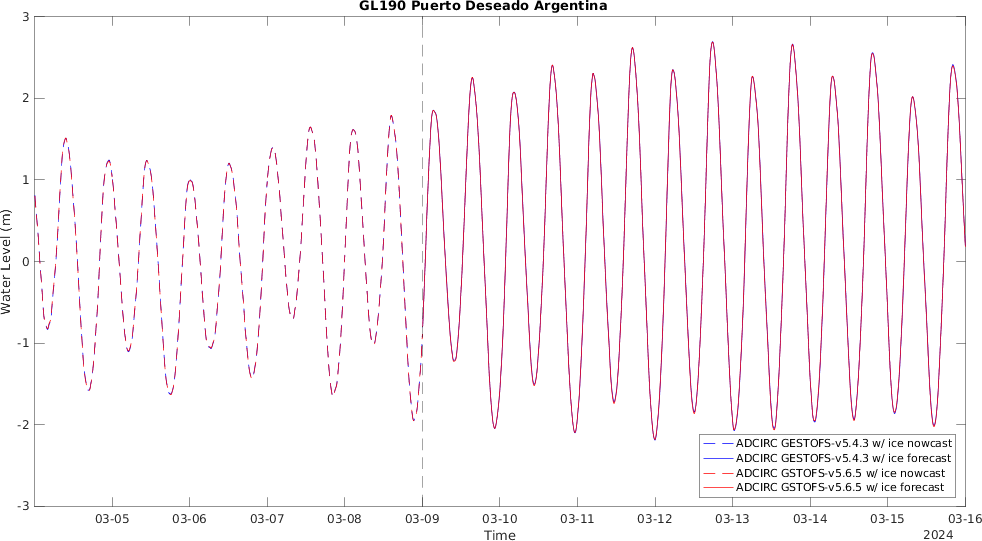 GL190 Puerto Deseado Argentina
3
2
1
0
-1
-2
-3
Water Level (m)
03-05
03-06
03-07
03-08
03-09
03-10
03-11
03-12
03-13
03-14
03-15
03-16
Time
2024
ADCIRC GESTOFS-v5.4.3 w/ ice nowcast
ADCIRC GESTOFS-v5.4.3 w/ ice forecast
ADCIRC GSTOFS-v5.6.5 w/ ice nowcast
ADCIRC GSTOFS-v5.6.5 w/ ice forecast